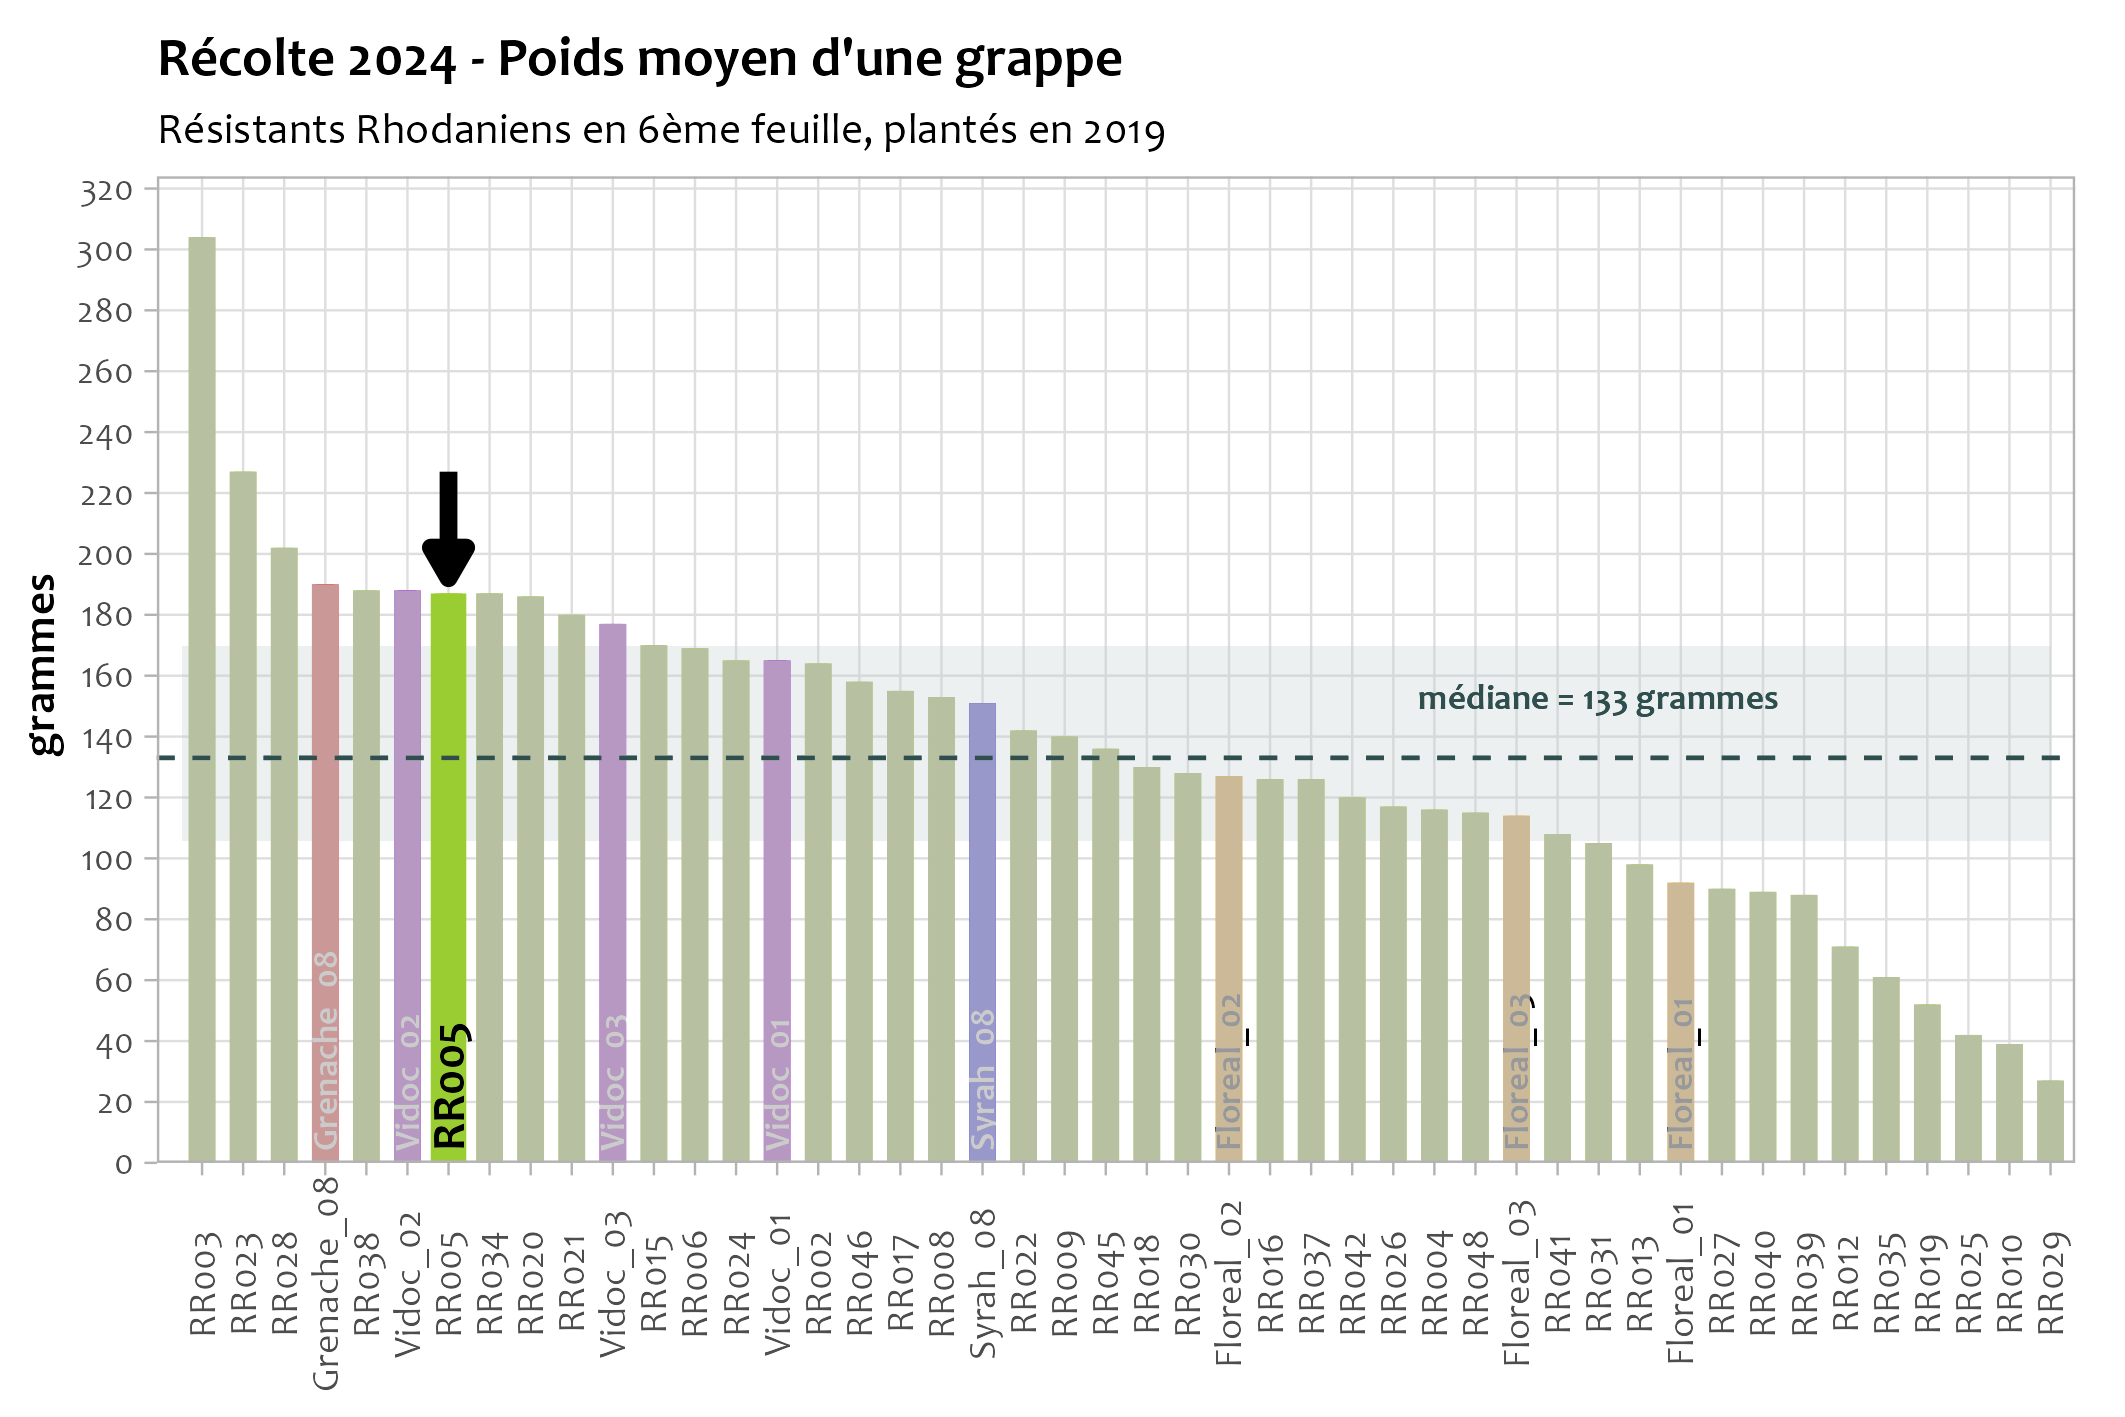 Récolte 2024 - Poids moyen d'une grappe
Résistants Rhodaniens en 6ème feuille, plantés en 2019
grammes
320
300
280
260
240
220
200
180
160
140
120
100
80
60
40
20
0
médiane = 133 grammes
Grenache_08
Vidoc_02
RR005
Vidoc_03
Vidoc_01
Syrah_08
Floreal_02
Floreal_03
Floreal_01
RR003
RR023
RR028
Grenache_08
RR038
Vidoc_02
RR005
RR034
RR020
RR021
Vidoc_03
RR015
RR006
RR024
Vidoc_01
RR002
RR046
RR017
RR008
Syrah_08
RR022
RR009
RR045
RR018
RR030
Floreal_02
RR016
RR037
RR042
RR026
RR004
RR048
Floreal_03
RR041
RR031
RR013
Floreal_01
RR027
RR040
RR039
RR012
RR035
RR019
RR025
RR010
RR029